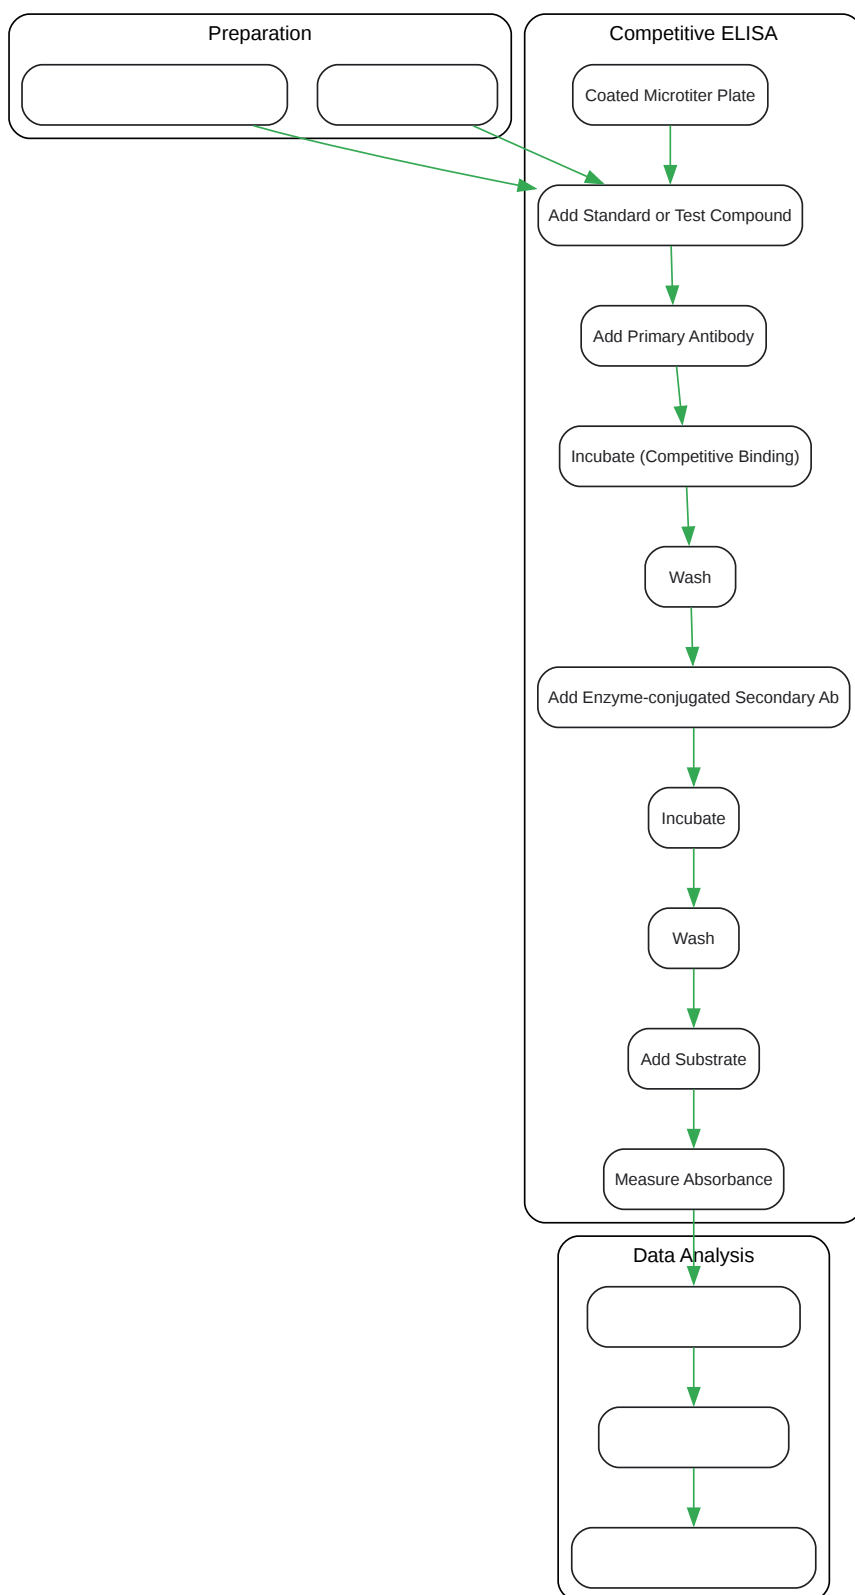 Preparation
Competitive ELISA
Coated Microtiter Plate
Add Standard or Test Compound
Add Primary Antibody
Incubate (Competitive Binding)
Wash
Add Enzyme-conjugated Secondary Ab
Incubate
Wash
Add Substrate
Measure Absorbance
Data Analysis